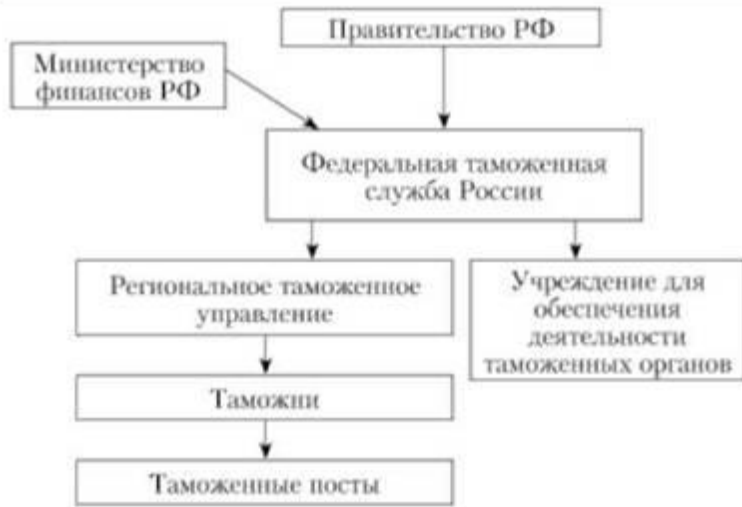 Правительство РФ
Министерство
финансов РФ
Федеральная таможенная
служба России
Региональное таможенное
управление
Учреждение для
обеспечения
деятельности
таможенных органов
Таможни
Таможенные посты